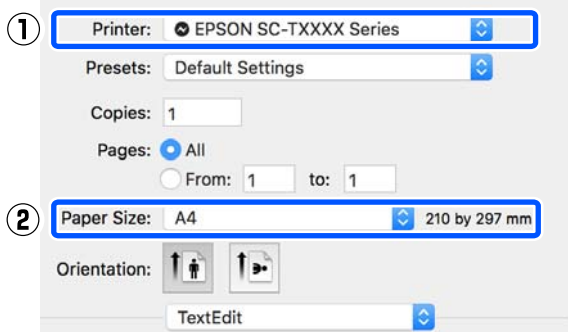 ① Printer: EPSON SC-TXXXX Series
Presets: Default Settings
Copies: 1
Pages: All
From: 1 to: 1
② Paper Size: A4 210 by 297 mm
Orientation:
TextEdit